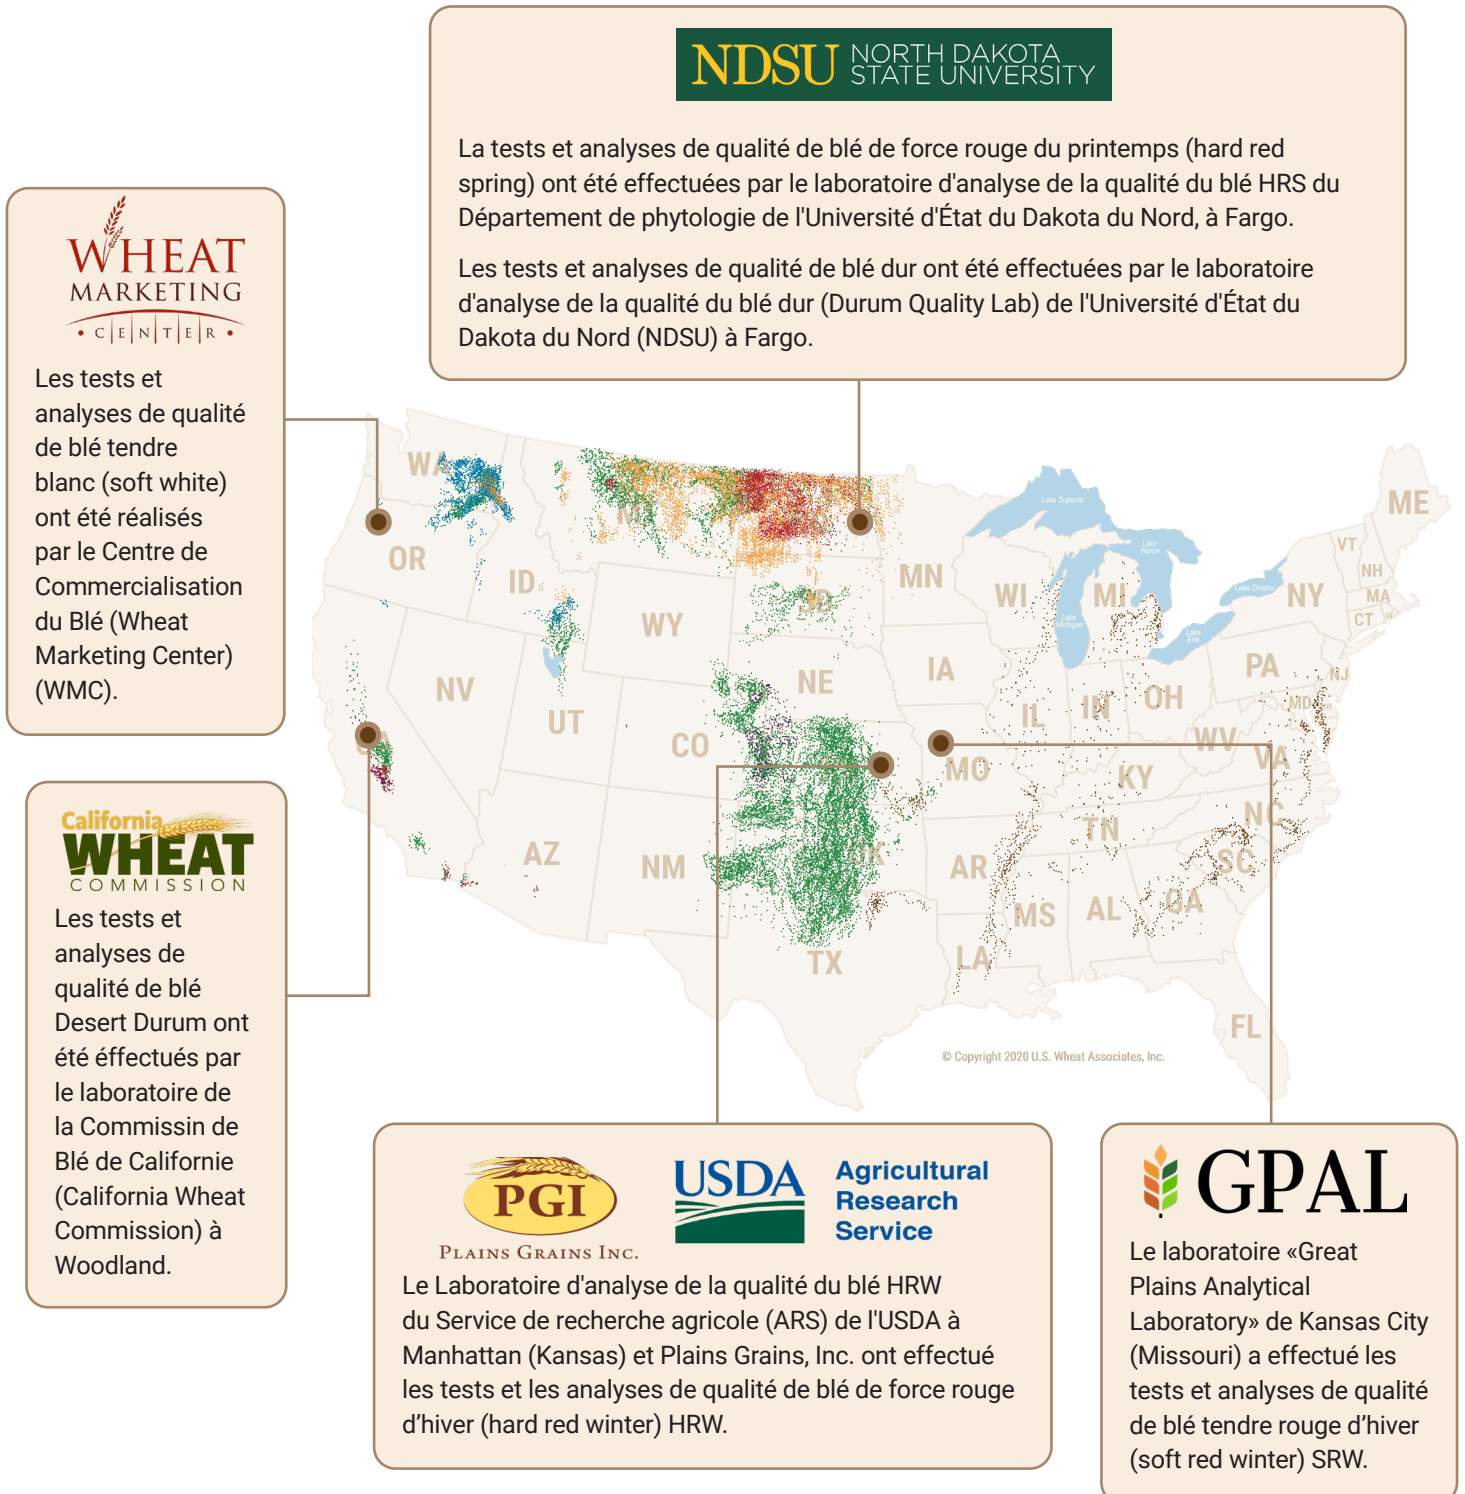 NDSU NORTH DAKOTA
STATE UNIVERSITY
La tests et analyses de qualité de blé de force rouge du printemps (hard red
spring) ont été effectuées par le laboratoire d'analyse de la qualité du blé HRS du
Département de phytologie de l'Université d'État du Dakota du Nord, à Fargo.
Les tests et analyses de qualité de blé dur ont été effectuées par le laboratoire
d'analyse de la qualité du blé dur (Durum Quality Lab) de l'Université d'État du
Dakota du Nord (NDSU) à Fargo.
WHEAT
MARKETING
• C|E|N|T|E|R •
Les tests et
analyses de qualité
de blé tendre
blanc (soft white)
ont été réalisés
par le Centre de
Commercialisation
du Blé (Wheat
Marketing Center)
(WMC).
California
WHEAT
COMMISSION
Les tests et
analyses de
qualité de blé
Desert Durum ont
été éffectués par
le laboratoire de
la Commissin de
Blé de Californie
(California Wheat
Commission) à
Woodland.
WA
OR
ID
MN
WI
MI
NY
ME
VT
NH
MA
CT
RI
WY
SD
NV
UT
CO
NE
IA
IL
IN
OH
PA
NJ
MD
WV
VA
CA
MO
KY
AZ
NM
OK
AR
TN
NC
SC
MS
AL
GA
TX
LA
FL
Lake Superior
Lake
Huron
Lake
Michigan
Lake Ontario
Lake
Erie
© Copyright 2020 U.S. Wheat Associates, Inc.
PGI
PLAINS GRAINS INC.
USDA
Agricultural
Research
Service
Le Laboratoire d'analyse de la qualité du blé HRW
du Service de recherche agricole (ARS) de l'USDA à
Manhattan (Kansas) et Plains Grains, Inc. ont effectué
les tests et les analyses de qualité de blé de force rouge
d’hiver (hard red winter) HRW.
GPAL
Le laboratoire «Great
Plains Analytical
Laboratory» de Kansas City
(Missouri) a effectué les
tests et analyses de qualité
de blé tendre rouge d’hiver
(soft red winter) SRW.